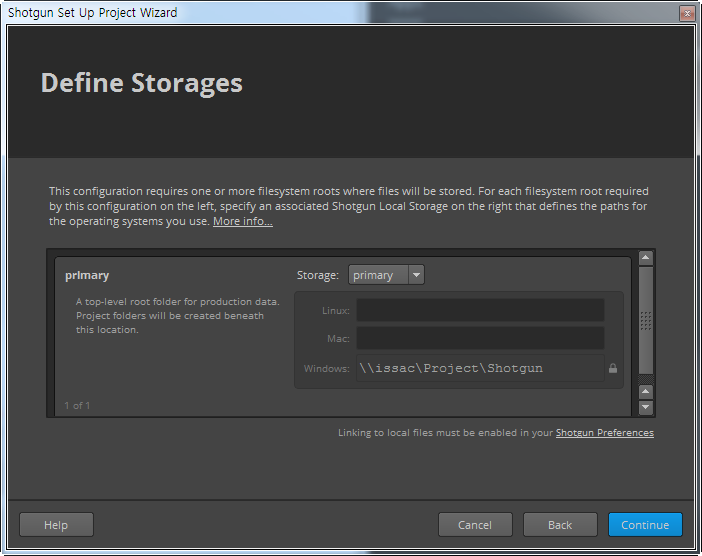 Shotgun Set Up Project Wizard
Define Storages
This configuration requires one or more filesystem roots where files will be stored. For each filesystem root required
by this configuration on the left, specify an associated Shotgun Local Storage on the right that defines the paths for
the operating systems you use. More info...
primary
Storage: primary
A top-level root folder for production data.
Project folders will be created beneath
this location.
Linux:
Mac:
Windows: \\issac\Project\Shotgun
1 of 1
Linking to local files must be enabled in your Shotgun Preferences
Help Cancel Back Continue